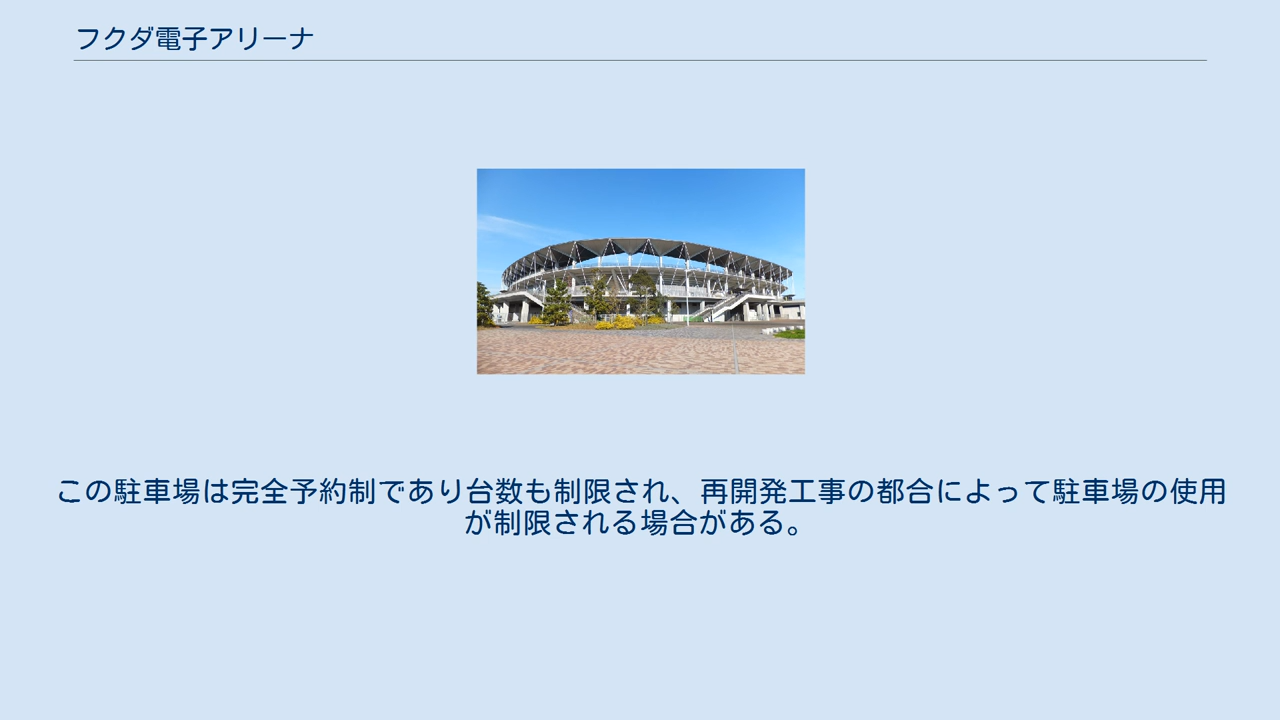 フクダ電子アリーナ
この駐車場は完全予約制であり台数も制限され、再開発工事の都合によって駐車場の使用
が制限される場合がある。